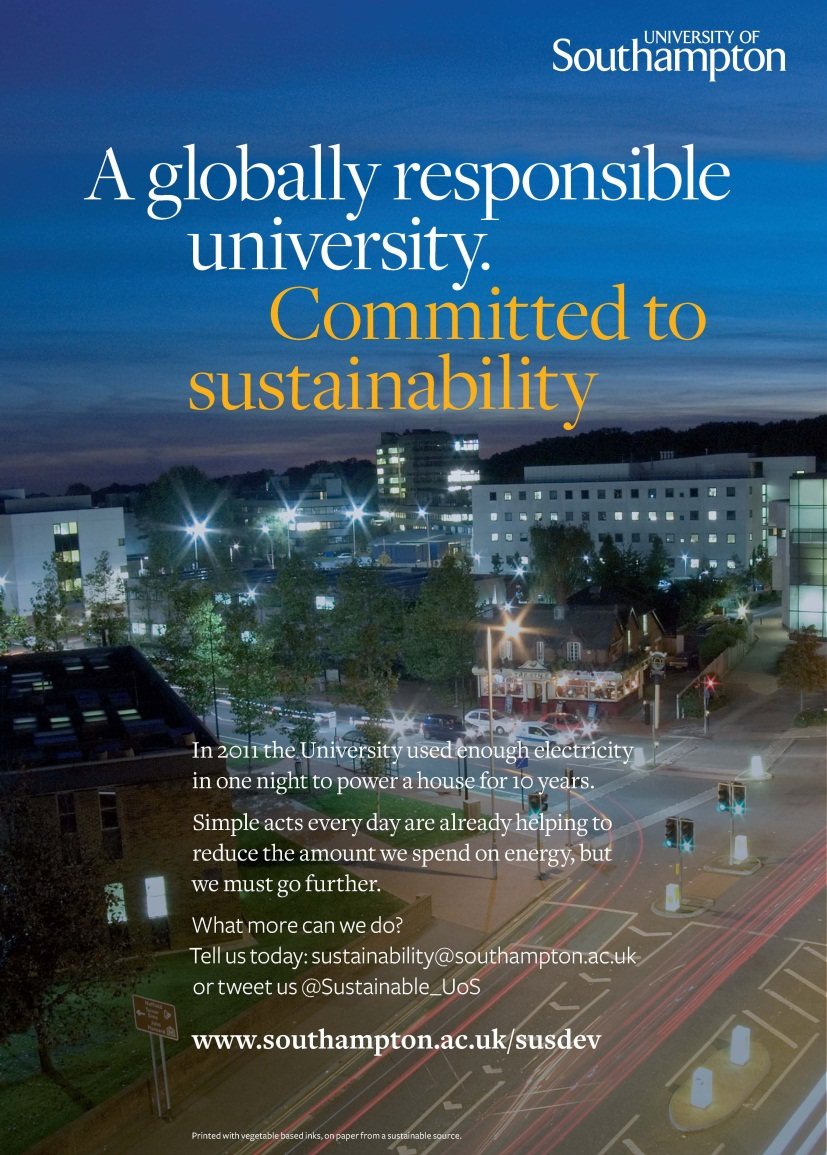 UNIVERSITY OF
Southampton
A globally responsible
university.
Committed to
sustainability
In 2011 the University used enough electricity
in one night to power a house for 10 years.
Simple acts every day are already helping to
reduce the amount we spend on energy, but
we must go further.
What more can we do?
Tell us today: sustainability@southampton.ac.uk
or tweet us @Sustainable_UoS
www.southampton.ac.uk/susdev
Printed with vegetable based inks, on paper from a sustainable source.